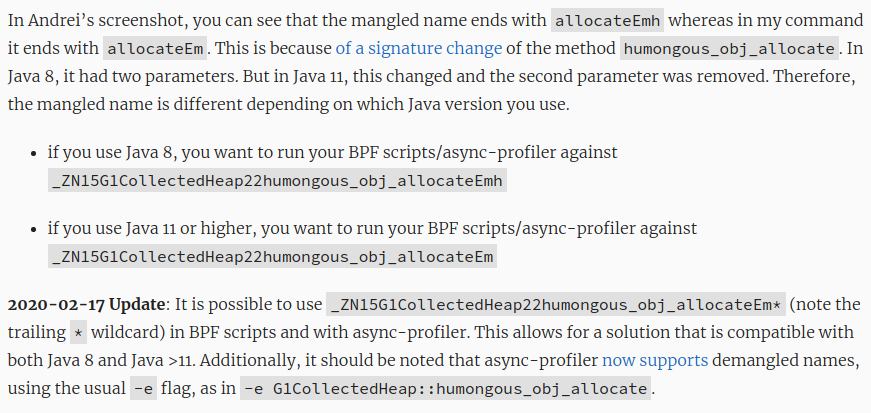 In Andrei’s screenshot, you can see that the mangled name ends with allocateEmh whereas in my command
it ends with allocateEm. This is because of a signature change of the method humongous_obj_allocate. In
Java 8, it had two parameters. But in Java 11, this changed and the second parameter was removed. Therefore,
the mangled name is different depending on which Java version you use.
• if you use Java 8, you want to run your BPF scripts/async-profiler against
_ZN15G1CollectedHeap22humongous_obj_allocateEmh
• if you use Java 11 or higher, you want to run your BPF scripts/async-profiler against
_ZN15G1CollectedHeap22humongous_obj_allocateEm
2020-02-17 Update: It is possible to use _ZN15G1CollectedHeap22humongous_obj_allocateEm* (note the
trailing * wildcard) in BPF scripts and with async-profiler. This allows for a solution that is compatible with
both Java 8 and Java >11. Additionally, it should be noted that async-profiler now supports demangled names,
using the usual -e flag, as in -e G1CollectedHeap::humongous_obj_allocate.